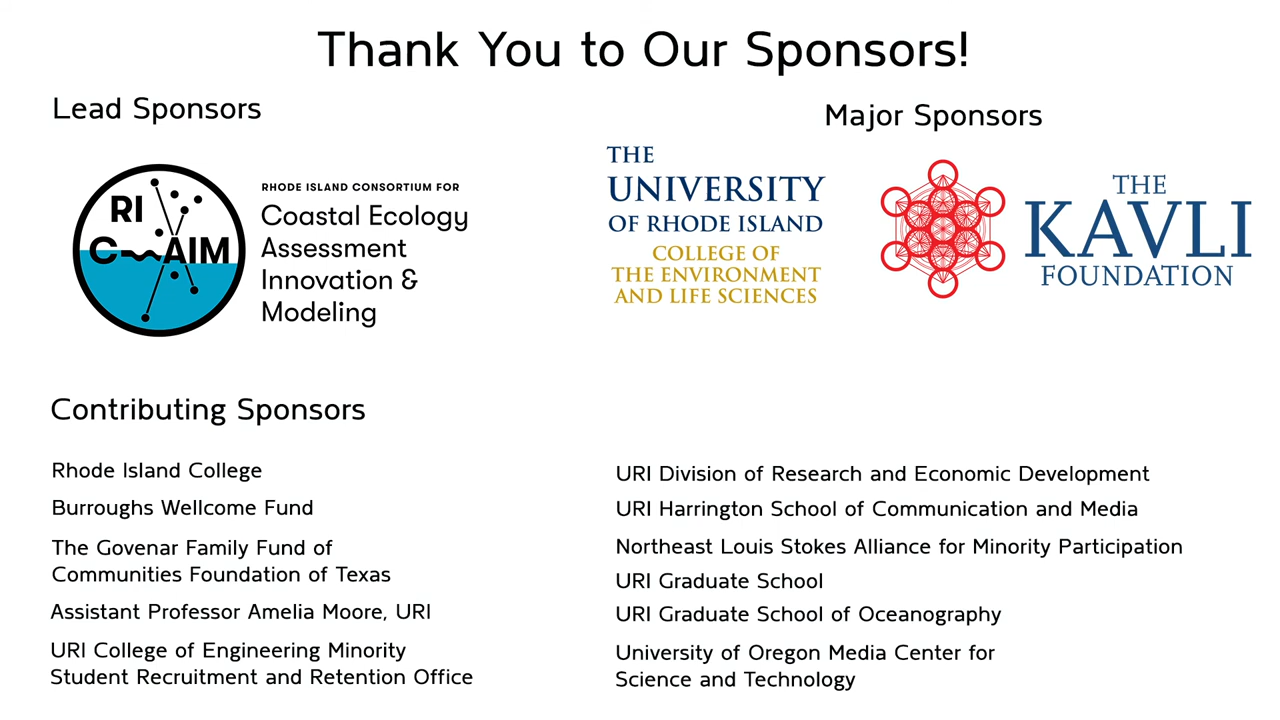 Thank You to Our Sponsors!
Lead Sponsors
RI
C AIM
RHODE ISLAND CONSORTIUM FOR
Coastal Ecology
Assessment
Innovation &
Modeling
Major Sponsors
THE
UNIVERSITY
OF RHODE ISLAND
COLLEGE OF
THE ENVIRONMENT
AND LIFE SCIENCES
THE
KAVLI
FOUNDATION
Contributing Sponsors
Rhode Island College
Burroughs Wellcome Fund
The Govenar Family Fund of
Communities Foundation of Texas
Assistant Professor Amelia Moore, URI
URI College of Engineering Minority
Student Recruitment and Retention Office
URI Division of Research and Economic Development
URI Harrington School of Communication and Media
Northeast Louis Stokes Alliance for Minority Participation
URI Graduate School
URI Graduate School of Oceanography
University of Oregon Media Center for
Science and Technology